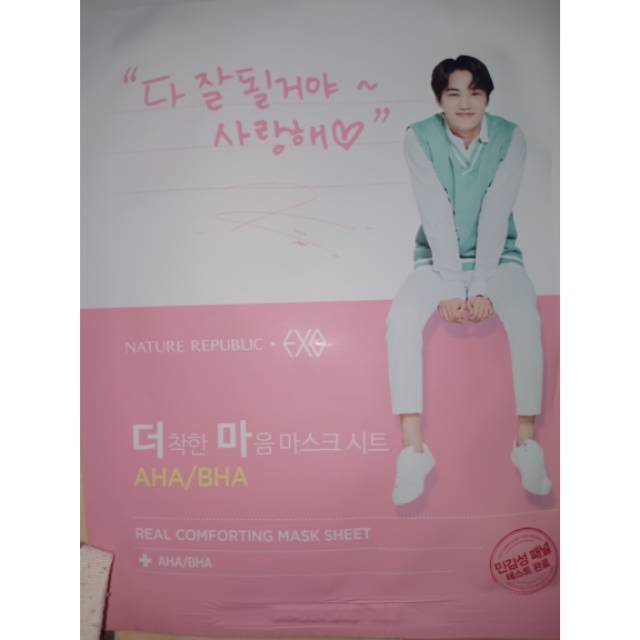 “다 잘될거야 ~
사랑해♡”
NATURE REPUBLIC • EXO
더 착한 마음 마스크 시트
AHA/BHA
REAL COMFORTING MASK SHEET
+ AHA/BHA
민감성 패널
테스트 완료